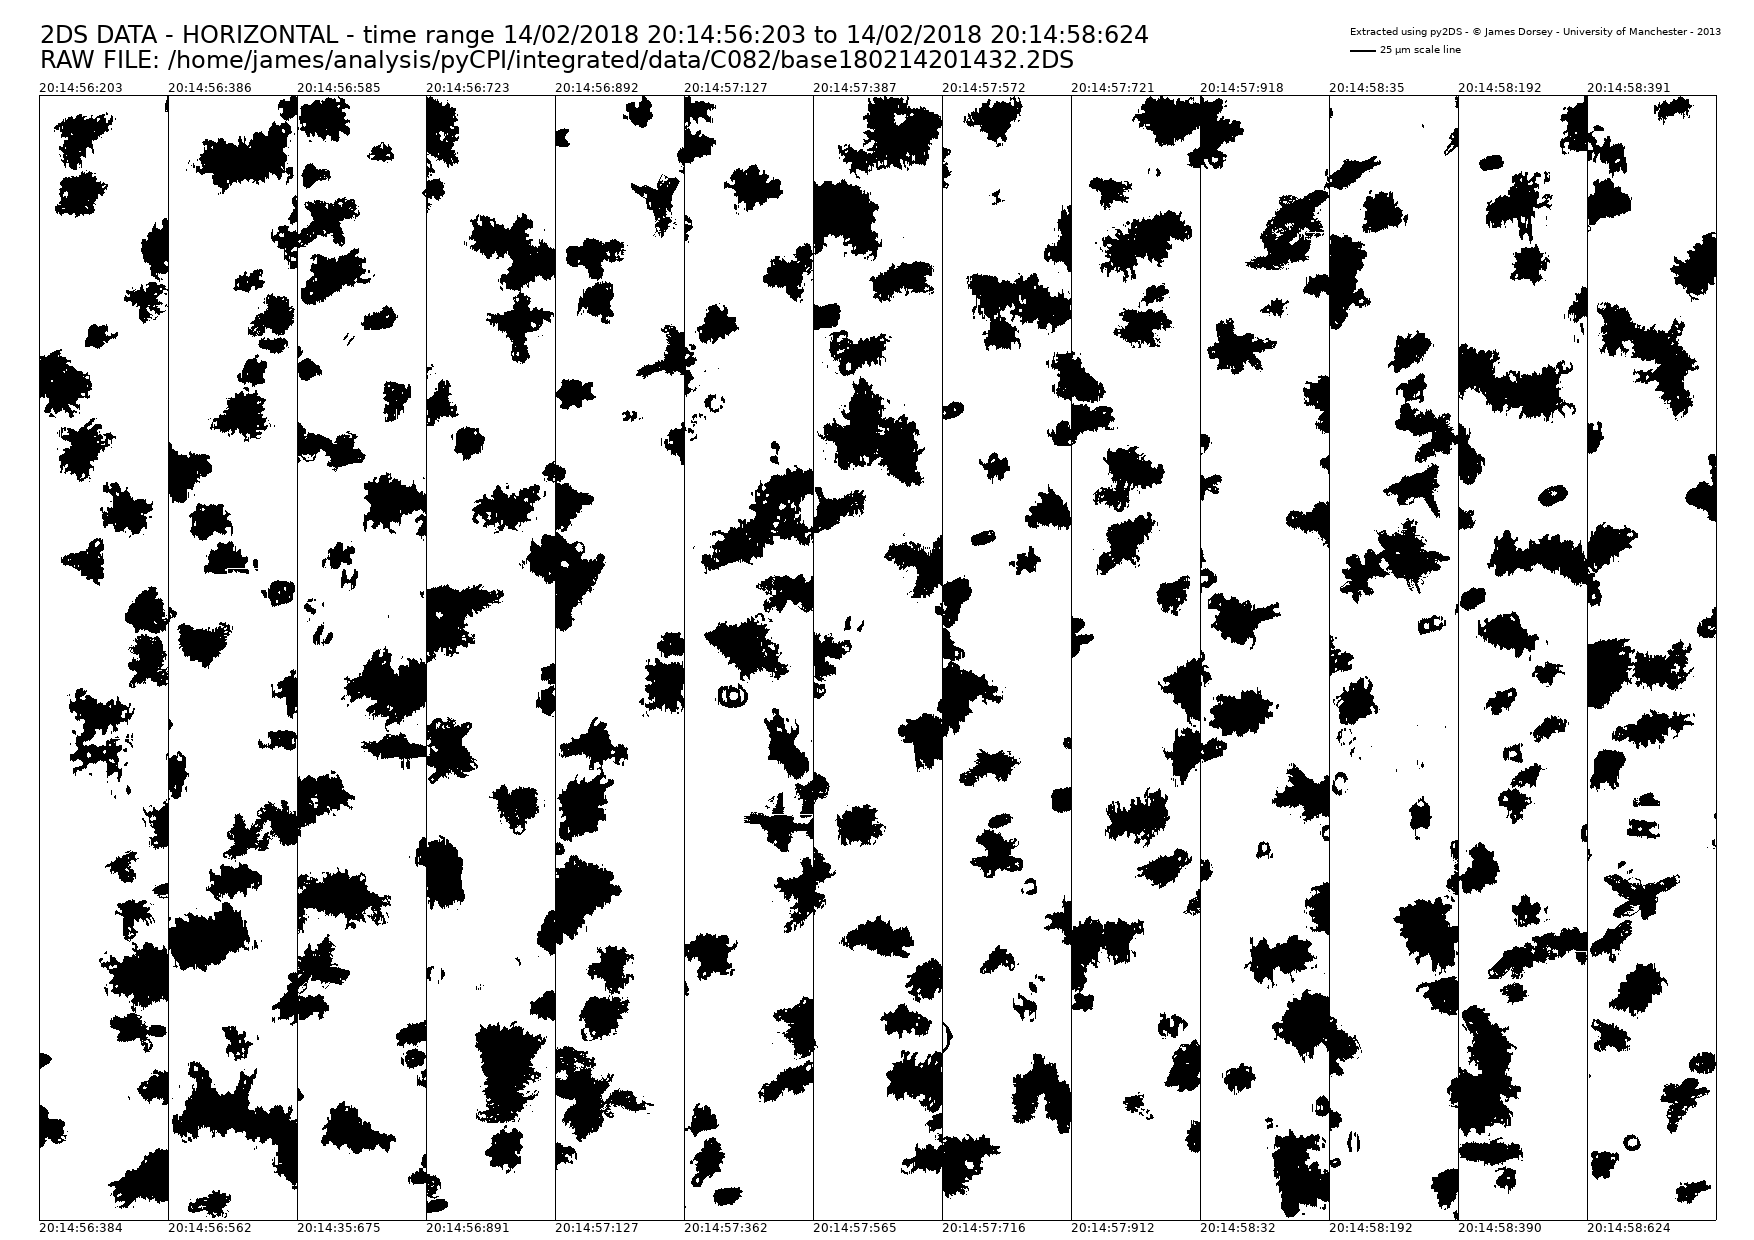 2DS DATA - HORIZONTAL - time range 14/02/2018 20:14:56:203 to 14/02/2018 20:14:58:624
RAW FILE: /home/james/analysis/pyCPI/integrated/data/C082/base180214201432.2DS
Extracted using py2DS - © James Dorsey - University of Manchester - 2013
25 µm scale line
20:14:56:203 20:14:56:386 20:14:56:585 20:14:56:723 20:14:56:892 20:14:57:127 20:14:57:387 20:14:57:572 20:14:57:721 20:14:57:918 20:14:58:35 20:14:58:192 20:14:58:391
20:14:56:384 20:14:56:562 20:14:35:675 20:14:56:891 20:14:57:127 20:14:57:362 20:14:57:565 20:14:57:716 20:14:57:912 20:14:58:32 20:14:58:192 20:14:58:390 20:14:58:624